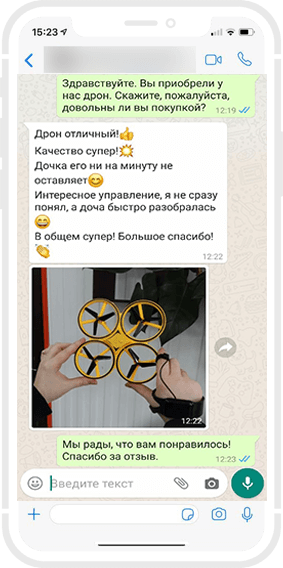 15:23
Здравствуйте. Вы приобрели у
нас дрон. Скажите, пожалуйста,
довольны ли вы покупкой?
12:19
Дрон отличный!👍
Качество супер!💥
Дочка его ни на минуту не
оставляет😊
Интересное управление, я не сразу
понял, а доча быстро разобралась
😄
В общем супер! Большое спасибо!
👏
12:22
12:22
Мы рады, что вам понравилось!
Спасибо за отзыв.
12:23
Введите текст